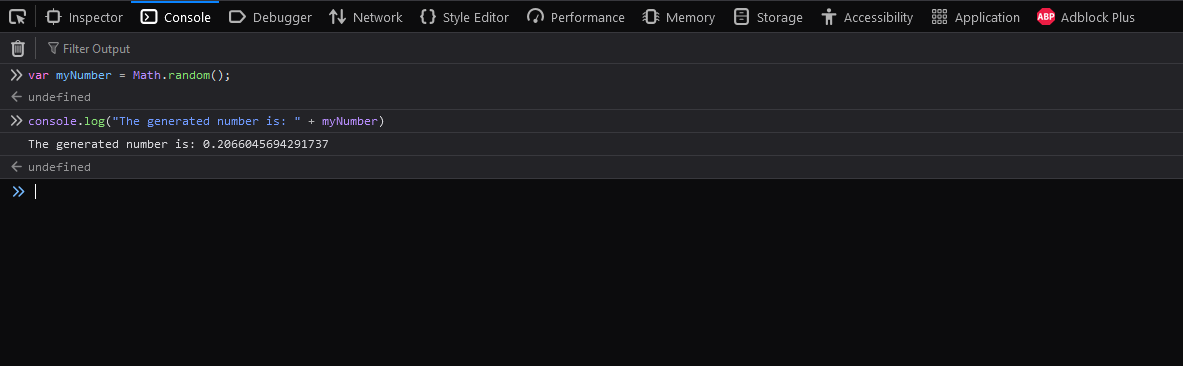 Inspector Console Debugger Network Style Editor Performance Memory Storage Accessibility Application ABP Adblock Plus
Filter Output
var myNumber = Math.random();
undefined
console.log("The generated number is: " + myNumber)
The generated number is: 0.2066045694291737
undefined